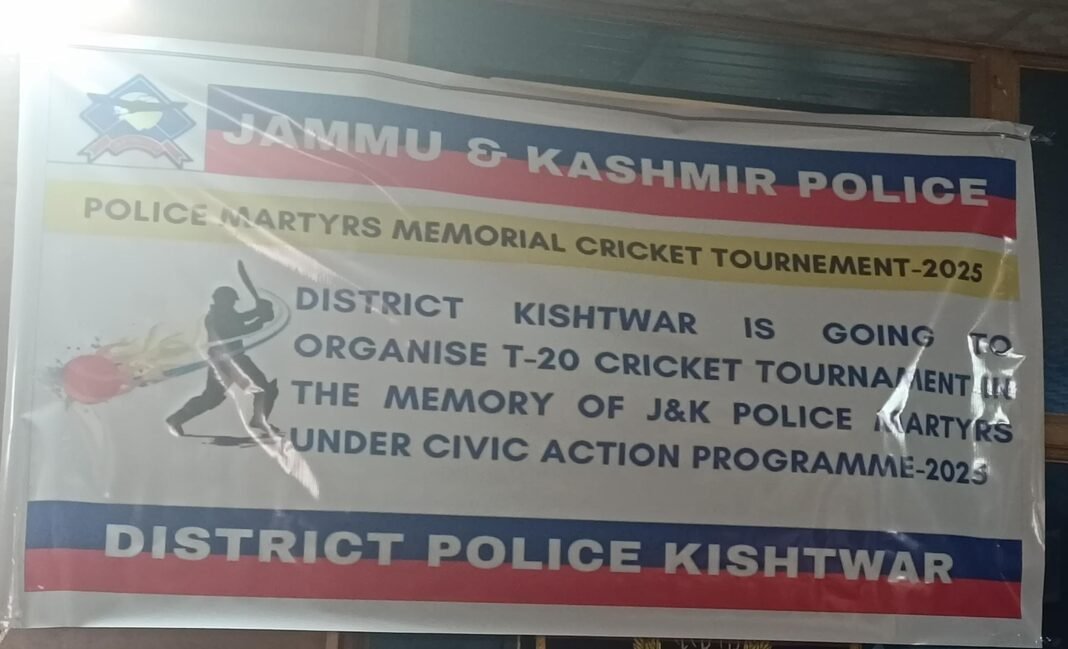 JAMMU & KASHMIR POLICE
POLICE MARTYRS MEMORIAL CRICKET TOURNEMENT-2025
DISTRICT KISHTWAR IS GOING TO
ORGANISE T-20 CRICKET TOURNAMENT IN
THE MEMORY OF J&K POLICE MARTYRS
UNDER CIVIC ACTION PROGRAMME-2025
DISTRICT POLICE KISHTWAR